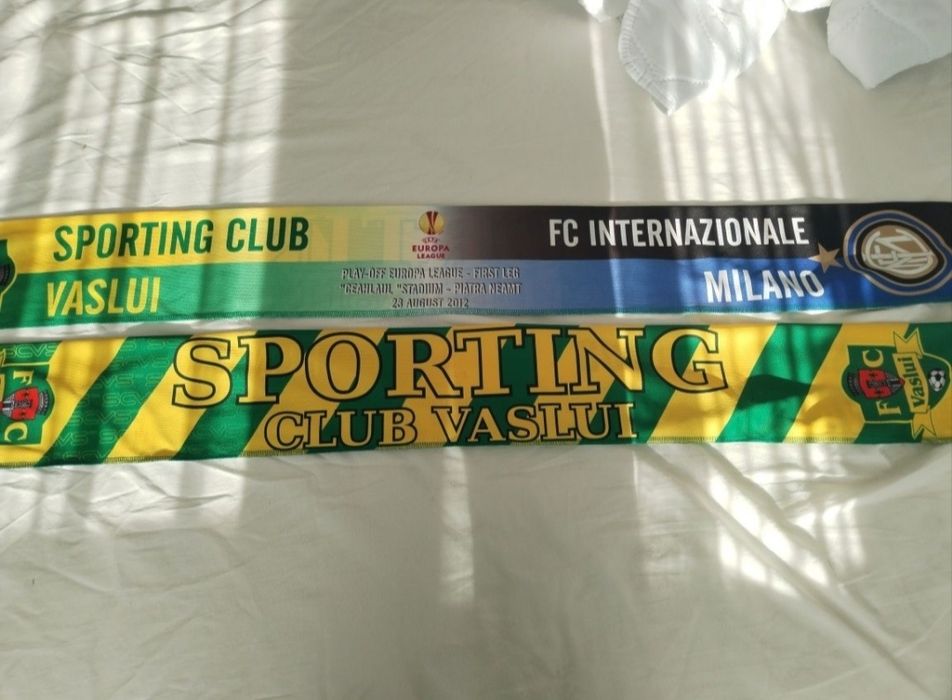 SPORTING CLUB
VASLUI
UEFA
EUROPA
LEAGUE
PLAY-OFF EUROPA LEAGUE - FIRST LEG
"CEAHLAUL "STADIUM - PIATRA NEAMT
23 AUGUST 2012
FC INTERNAZIONALE
MILANO
SPORTING
CLUB VASLUI
C
F C
Vaslui